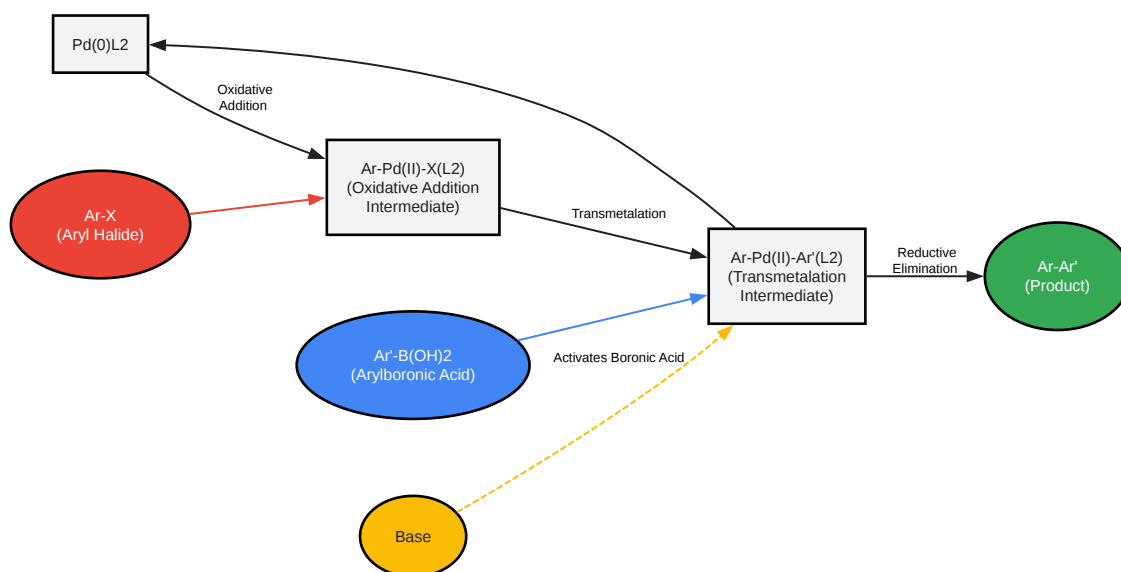 Pd(0)L2
Oxidative
Addition
Ar-Pd(II)-X(L2)
(Oxidative Addition
Intermediate)
Ar-X
(Aryl Halide)
Transmetalation
Ar-Pd(II)-Ar'(L2)
(Transmetalation
Intermediate)
Reductive
Elimination
Ar-Ar'
(Product)
Ar'-B(OH)2
(Arylboronic Acid)
Activates Boronic Acid
Base